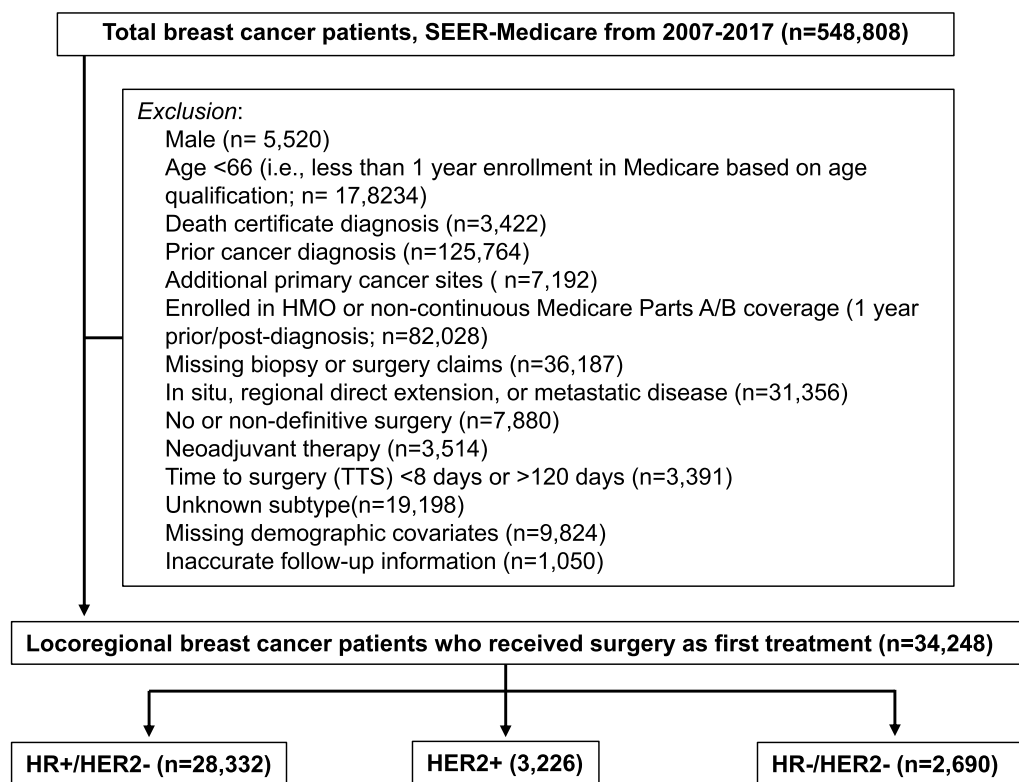 Total breast cancer patients, SEER-Medicare from 2007-2017 (n=548,808)
Exclusion:
Male (n= 5,520)
Age <66 (i.e., less than 1 year enrollment in Medicare based on age
qualification; n= 17,8234)
Death certificate diagnosis (n=3,422)
Prior cancer diagnosis (n=125,764)
Additional primary cancer sites ( n=7,192)
Enrolled in HMO or non-continuous Medicare Parts A/B coverage (1 year
prior/post-diagnosis; n=82,028)
Missing biopsy or surgery claims (n=36,187)
In situ, regional direct extension, or metastatic disease (n=31,356)
No or non-definitive surgery (n=7,880)
Neoadjuvant therapy (n=3,514)
Time to surgery (TTS) <8 days or >120 days (n=3,391)
Unknown subtype(n=19,198)
Missing demographic covariates (n=9,824)
Inaccurate follow-up information (n=1,050)
Locoregional breast cancer patients who received surgery as first treatment (n=34,248)
HR+/HER2- (n=28,332)
HER2+ (3,226)
HR-/HER2- (n=2,690)